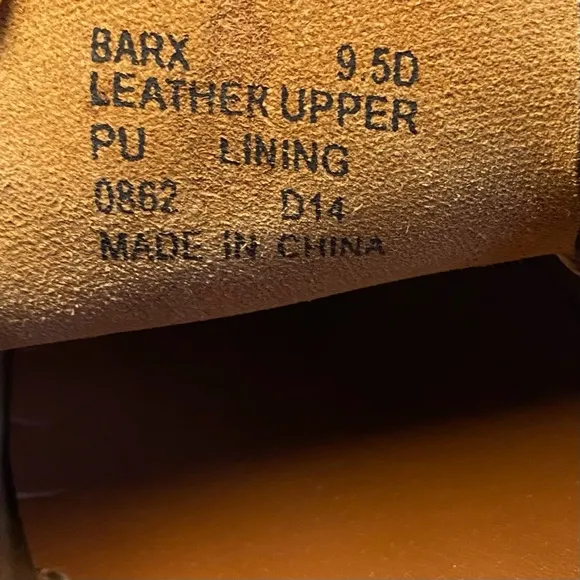 BARX 9.5D
LEATHER UPPER
PU LINING
0862 D14
MADE IN CHINA